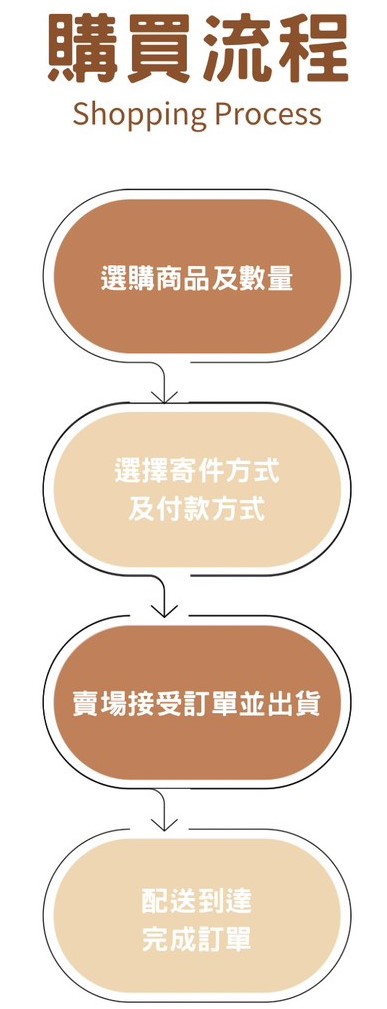 購買流程
Shopping Process
選購商品及數量
選擇寄件方式
及付款方式
賣場接受訂單並出貨
配送到達
完成訂單